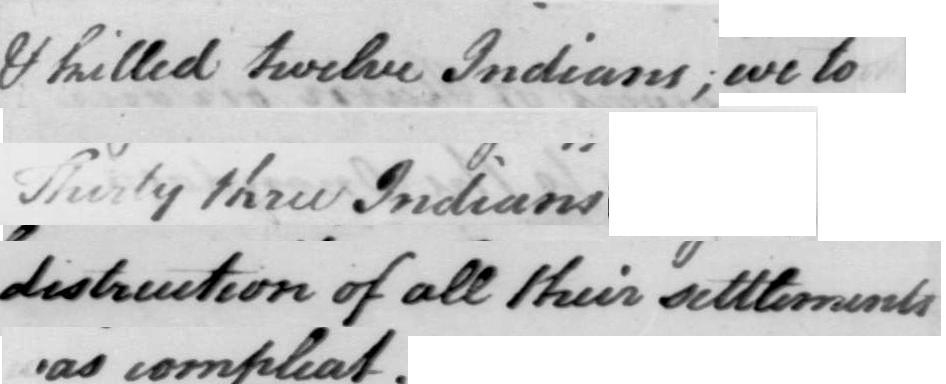 & killed twelve Indians; we to
Thirty three Indians
distruction of all their settlements
as compleat.